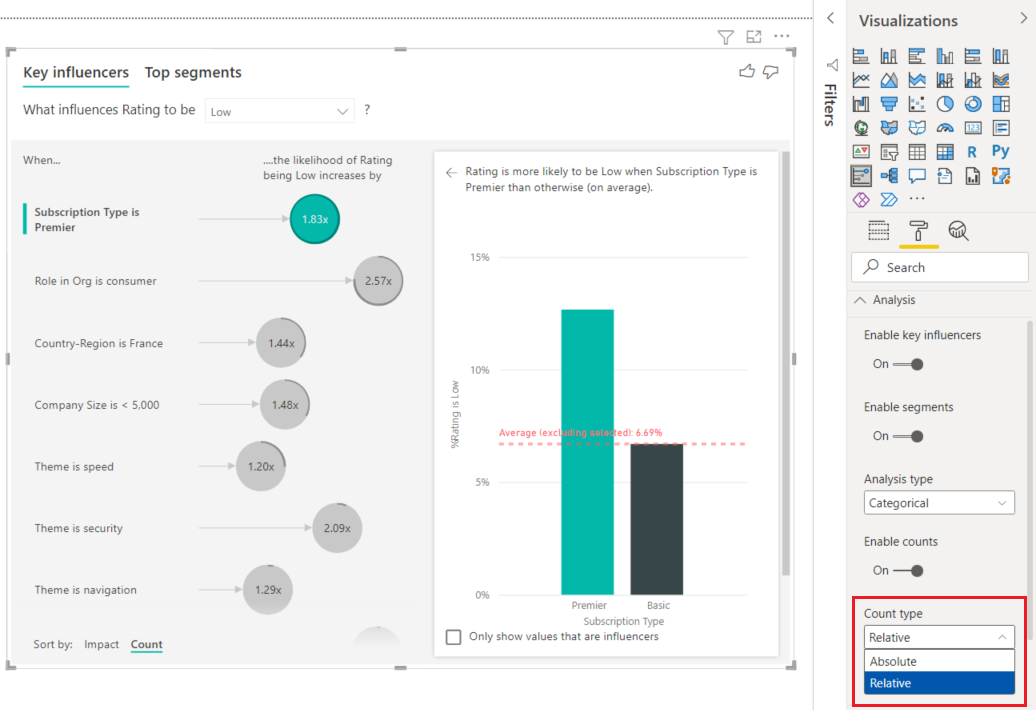 Key influencers Top segments
What influences Rating to be Low ?
When...
....the likelihood of Rating
being Low increases by
Subscription Type is
Premier
1.83x
Role in Org is consumer
2.57x
Country-Region is France
1.44x
Company Size is < 5,000
1.48x
Theme is speed
1.20x
Theme is security
2.09x
Theme is navigation
1.29x
Sort by: Impact Count
Rating is more likely to be Low when Subscription Type is
Premier than otherwise (on average).
15%
10%
5%
0%
%Rating is Low
Average (excluding selected): 6.69%
Premier Basic
Subscription Type
Only show values that are influencers
Filters
Visualizations
123
R Py
Search
Analysis
Enable key influencers
On
Enable segments
On
Analysis type
Categorical
Enable counts
On
Count type
Relative
Absolute
Relative